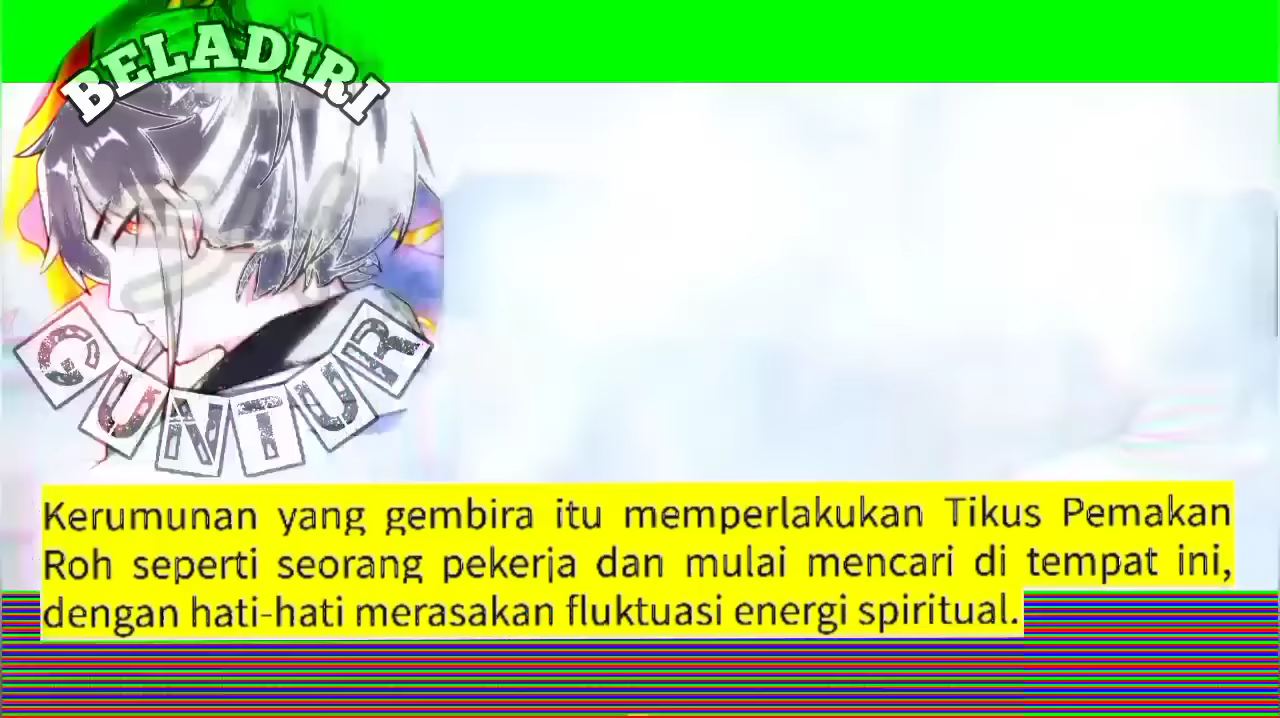 BELADIRI
GUNTUR
Kerumunan yang gembira itu memperlakukan Tikus Pemakan
Roh seperti seorang pekerja dan mulai mencari di tempat ini,
dengan hati-hati merasakan fluktuasi energi spiritual.